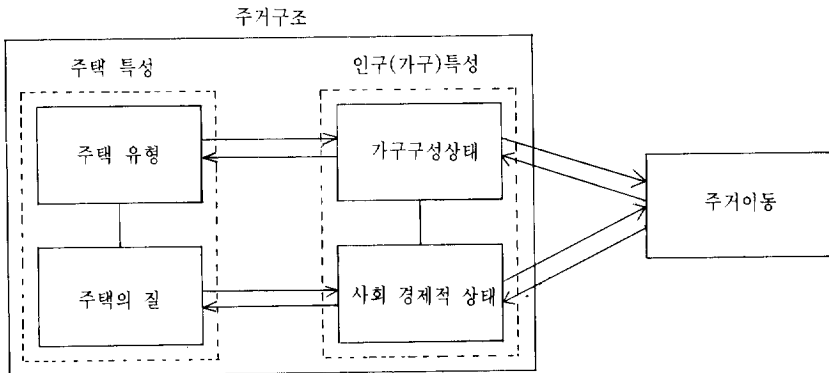 주거구조
주택 특성
인구(가구)특성
주택 유형
가구구성상태
주거이동
주택의 질
사회 경제적 상태